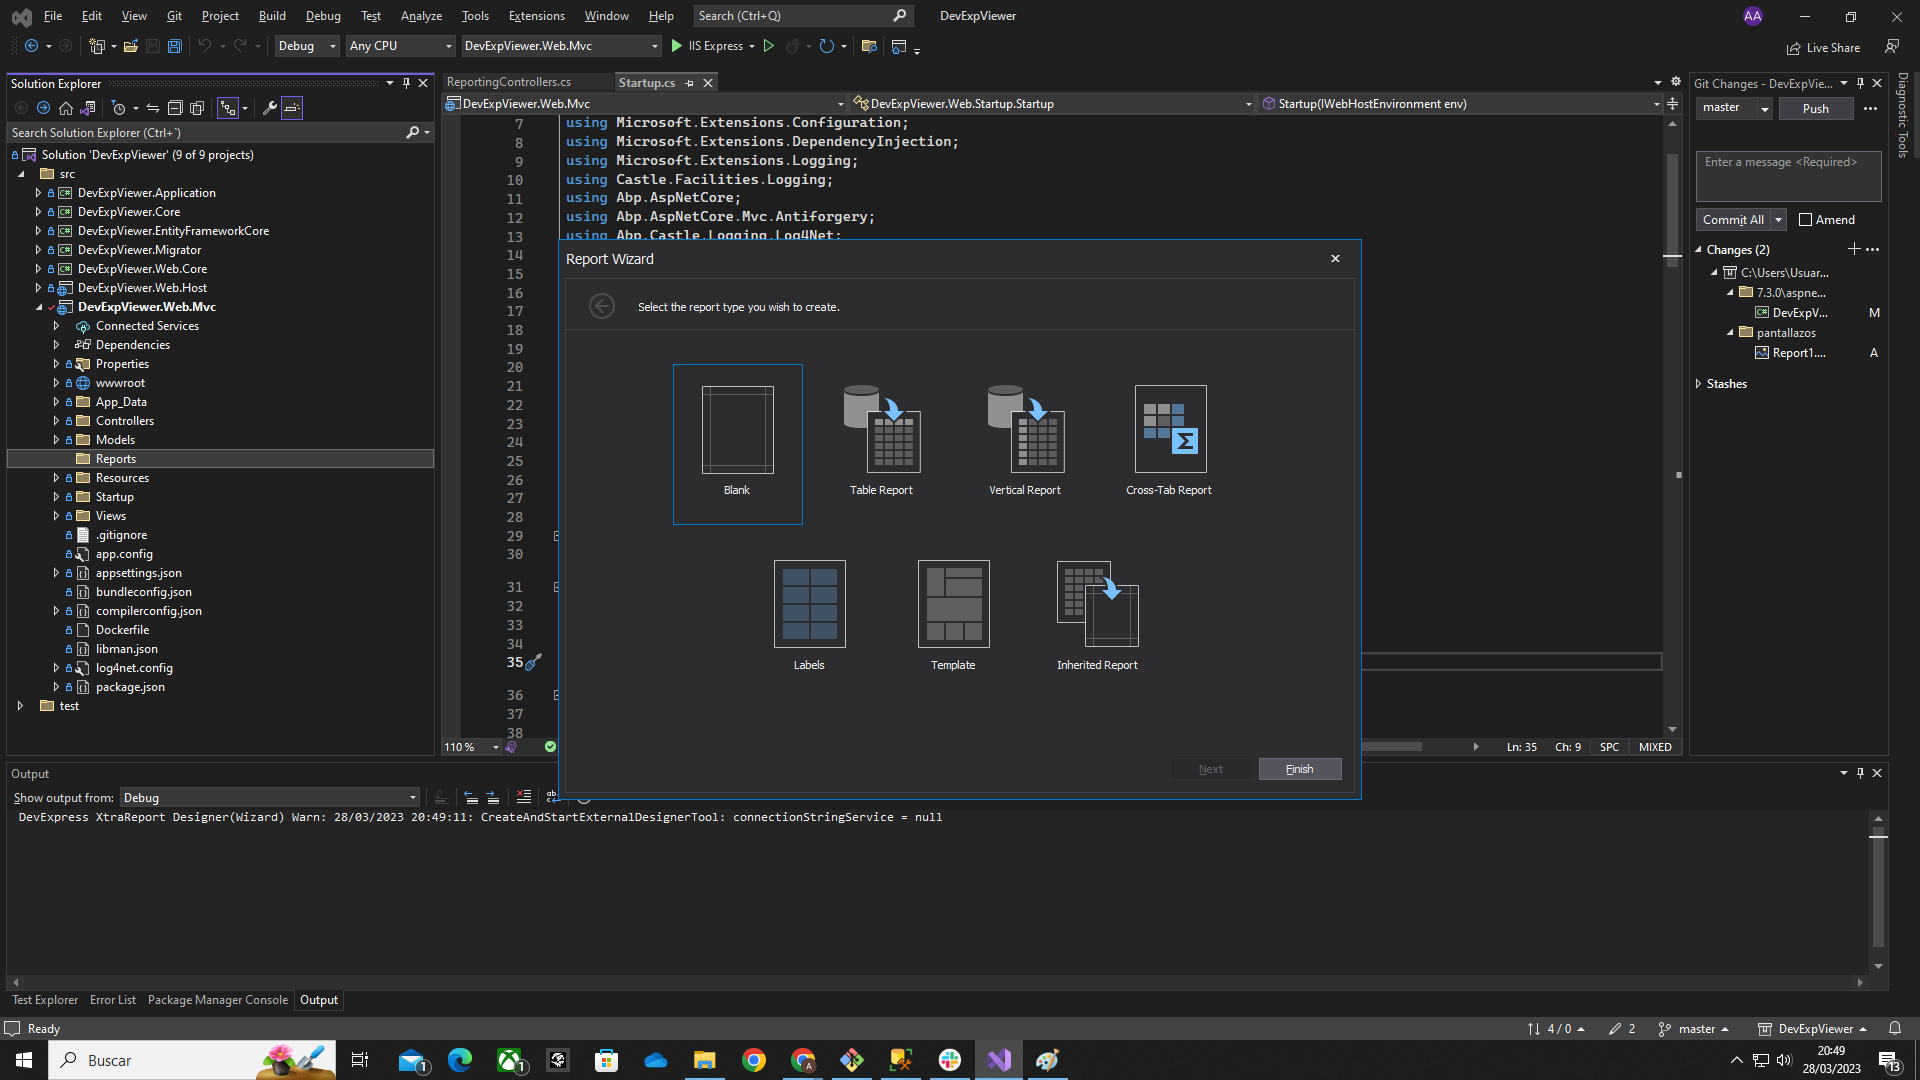 File Edit View Git Project Build Debug Test Analyze Tools Extensions Window Help Search (Ctrl+Q) DevExpViewer AA
Debug Any CPU DevExpViewer.Web.Mvc IIS Express Live Share
Solution Explorer
Search Solution Explorer (Ctrl+`)
Solution 'DevExpViewer' (9 of 9 projects)
src
DevExpViewer.Application
DevExpViewer.Core
DevExpViewer.EntityFrameworkCore
DevExpViewer.Migrator
DevExpViewer.Web.Core
DevExpViewer.Web.Host
DevExpViewer.Web.Mvc
Connected Services
Dependencies
Properties
wwwroot
App_Data
Controllers
Models
Reports
Resources
Startup
Views
.gitignore
app.config
appsettings.json
bundleconfig.json
compilerconfig.json
Dockerfile
libman.json
log4net.config
package.json
test
ReportingControllers.cs Startup.cs
DevExpViewer.Web.Mvc DevExpViewer.Web.Startup.Startup Startup(IWebHostEnvironment env)
7 using Microsoft.Extensions.Configuration;
8 using Microsoft.Extensions.DependencyInjection;
9 using Microsoft.Extensions.Logging;
10 using Castle.Facilities.Logging;
11 using Abp.AspNetCore;
12 using Abp.AspNetCore.Mvc.Antiforgery;
13 using Abp.Castle.Logging.Log4Net;
14
15
16
17
18
19
20
21
22
23
24
25
26
27
28
29
30
31
32
33
34
35
36
37
38
110 % Ln: 35 Ch: 9 SPC MIXED
Report Wizard
Select the report type you wish to create.
Blank
Table Report
Vertical Report
Cross-Tab Report
Labels
Template
Inherited Report
Next Finish
Git Changes - DevExpVie...
master Push
Enter a message <Required>
Commit All Amend
Changes (2)
C:\Users\Usuar...
7.3.0\aspne...
DevExpV... M
pantallazos
Report1.... A
Stashes
Diagnostic Tools
Output
Show output from: Debug
DevExpress XtraReport Designer(Wizard) Warn: 28/03/2023 20:49:11: CreateAndStartExternalDesignerTool: connectionStringService = null
Test Explorer Error List Package Manager Console Output
Ready 4 / 0 2 master DevExpViewer
Buscar 1 1 A 20:49
28/03/2023 13